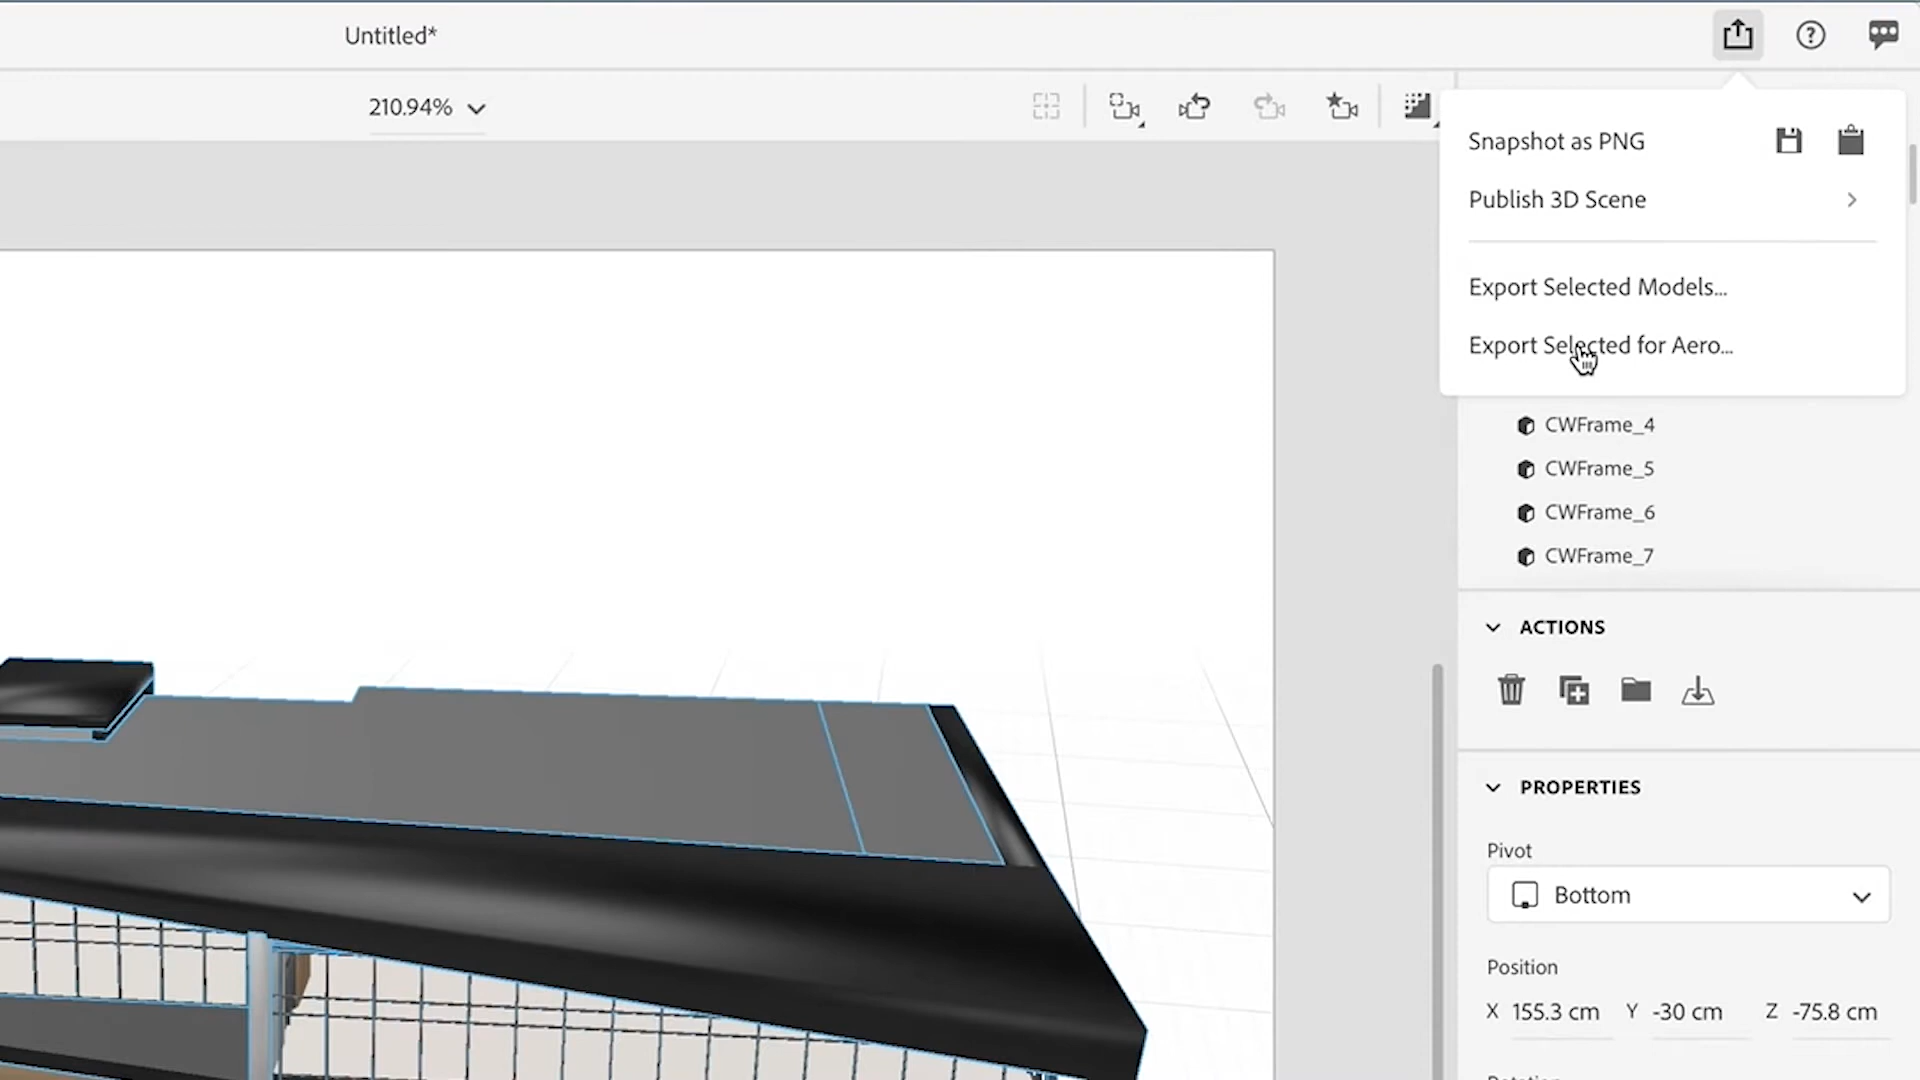 Untitled*
210.94%
Snapshot as PNG
Publish 3D Scene
Export Selected Models...
Export Selected for Aero...
CWFrame_4
CWFrame_5
CWFrame_6
CWFrame_7
ACTIONS
PROPERTIES
Pivot
Bottom
Position
X 155.3 cm Y -30 cm Z -75.8 cm